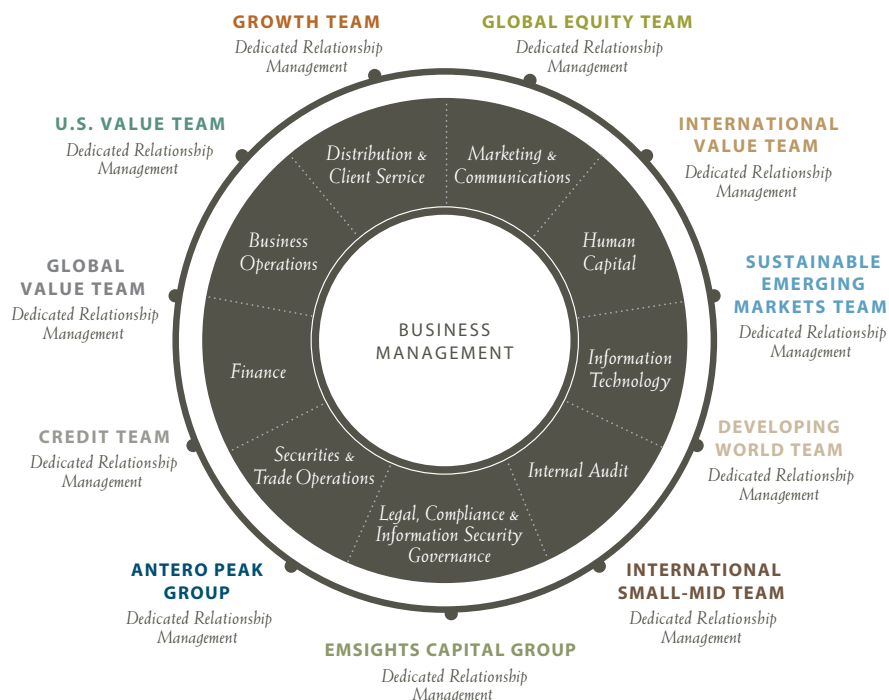 GROWTH TEAM
Dedicated Relationship
Management
GLOBAL EQUITY TEAM
Dedicated Relationship
Management
U.S. VALUE TEAM
Dedicated Relationship
Management
INTERNATIONAL
VALUE TEAM
Dedicated Relationship
Management
GLOBAL
VALUE TEAM
Dedicated Relationship
Management
SUSTAINABLE
EMERGING
MARKETS TEAM
Dedicated Relationship
Management
CREDIT TEAM
Dedicated Relationship
Management
DEVELOPING
WORLD TEAM
Dedicated Relationship
Management
ANTERO PEAK
GROUP
Dedicated Relationship
Management
INTERNATIONAL
SMALL-MID TEAM
Dedicated Relationship
Management
EMSIGHTS CAPITAL GROUP
Dedicated Relationship
Management
Distribution &
Client Service
Marketing &
Communications
Business
Operations
Human
Capital
Finance
Information
Technology
Securities &
Trade Operations
Internal Audit
Legal, Compliance &
Information Security
Governance
BUSINESS
MANAGEMENT